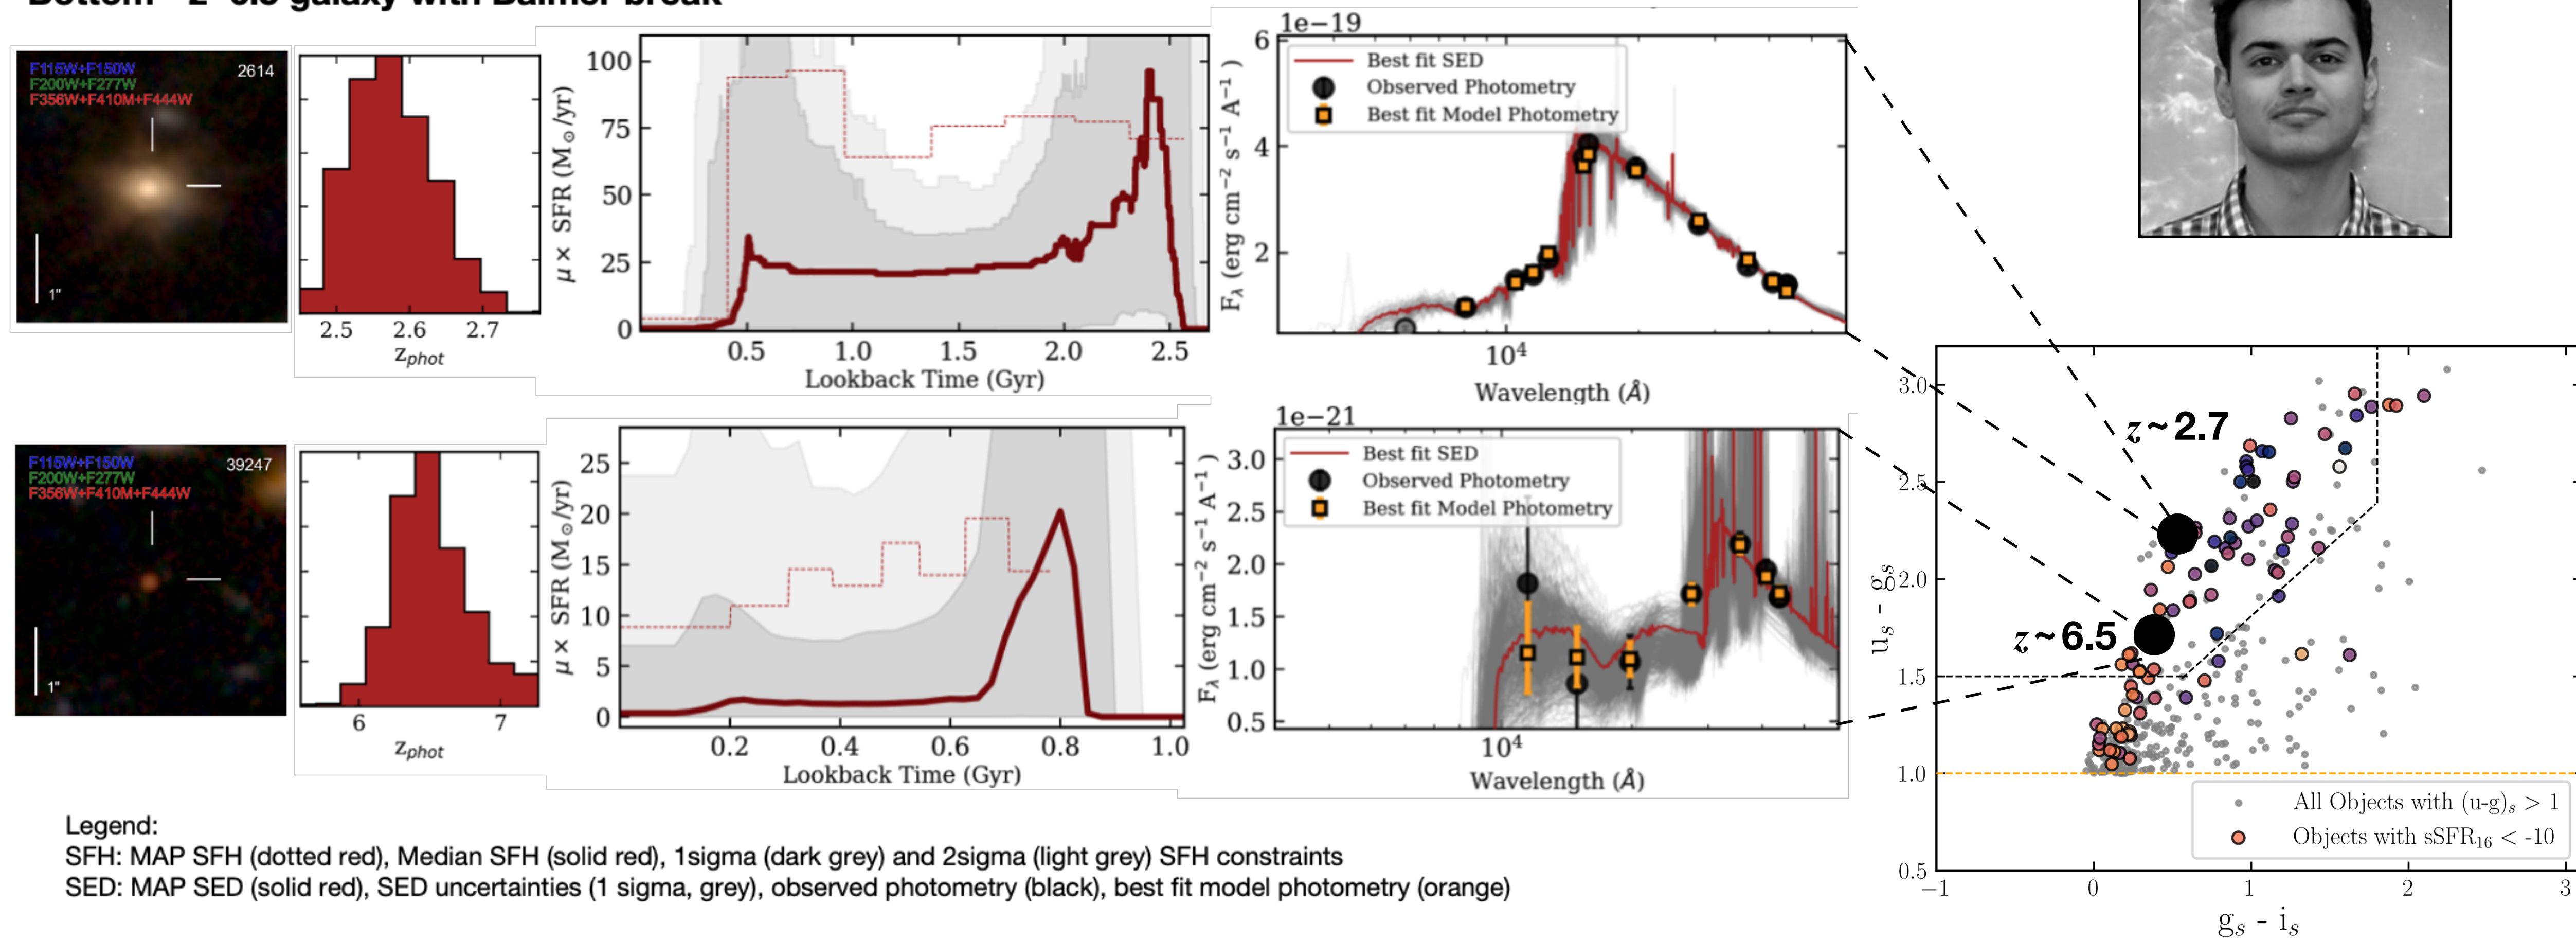 Bottom - z~6.5 galaxy with Balmer break
F115W+F150W
F200W+F277W
F356W+F410M+F444W
2614
1"
2.5 2.6 2.7
z_phot
μ× SFR (M⊙/yr)
100
75
50
25
0
0.5 1.0 1.5 2.0 2.5
Lookback Time (Gyr)
1e−19
F_λ (erg cm⁻² s⁻¹ A⁻¹ )
6
4
2
Best fit SED
Observed Photometry
Best fit Model Photometry
10⁴
Wavelength (Å)
F115W+F150W
F200W+F277W
F356W+F410M+F444W
39247
1"
6 7
z_phot
μ× SFR (M⊙/yr)
25
20
15
10
5
0
0.2 0.4 0.6 0.8 1.0
Lookback Time (Gyr)
1e−21
F_λ (erg cm⁻² s⁻¹ A⁻¹ )
3.0
2.5
2.0
1.5
1.0
0.5
Best fit SED
Observed Photometry
Best fit Model Photometry
10⁴
Wavelength (Å)
u_s - g_s
3.0
2.5
2.0
1.5
1.0
0.5
z~2.7
z~6.5
All Objects with (u-g)_s > 1
Objects with sSFR₁₆ < -10
−1 0 1 2 3
g_s - i_s
Legend:
SFH: MAP SFH (dotted red), Median SFH (solid red), 1sigma (dark grey) and 2sigma (light grey) SFH constraints
SED: MAP SED (solid red), SED uncertainties (1 sigma, grey), observed photometry (black), best fit model photometry (orange)